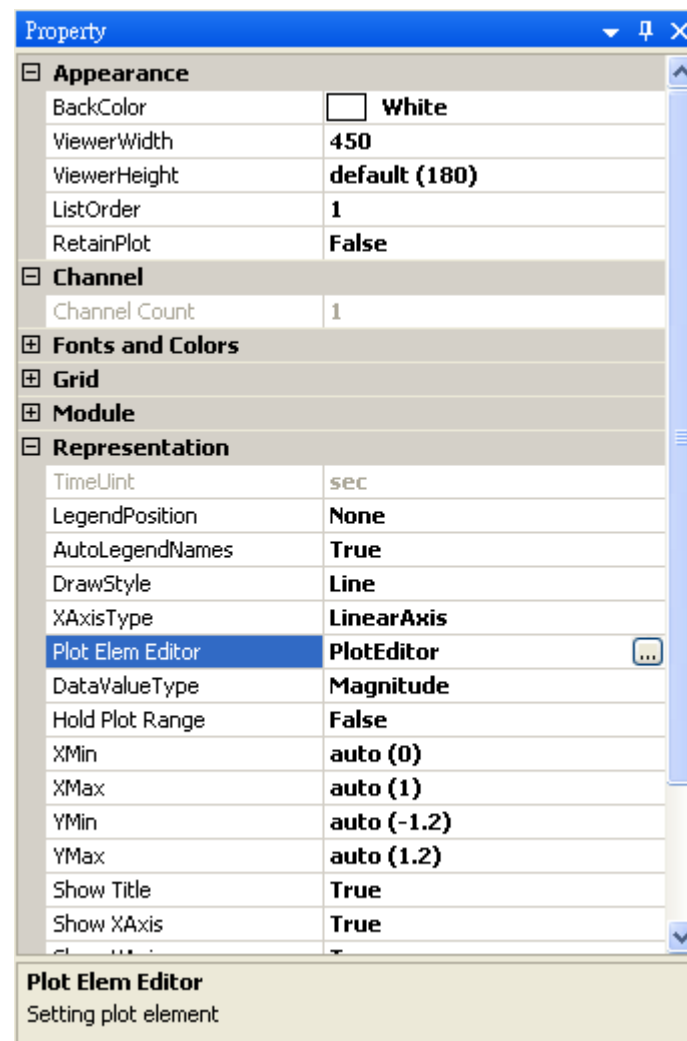 Property
Appearance
BackColor White
ViewerWidth 450
ViewerHeight default (180)
ListOrder 1
RetainPlot False
Channel
Channel Count 1
Fonts and Colors
Grid
Module
Representation
TimeUint sec
LegendPosition None
AutoLegendNames True
DrawStyle Line
XAxisType LinearAxis
Plot Elem Editor PlotEditor ...
DataValueType Magnitude
Hold Plot Range False
XMin auto (0)
XMax auto (1)
YMin auto (-1.2)
YMax auto (1.2)
Show Title True
Show XAxis True
Plot Elem Editor
Setting plot element